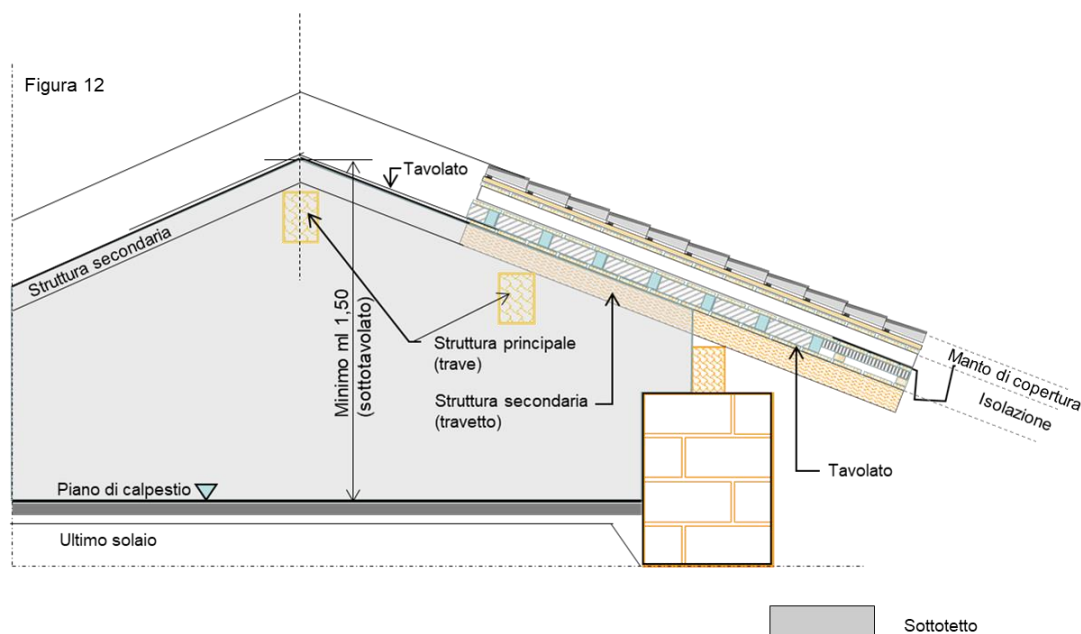 Figura 12
Tavolato
Struttura secondaria
Minimo ml 1,50
(sottotavolato)
Struttura principale
(trave)
Struttura secondaria
(travetto)
Manto di copertura
Isolazione
Tavolato
Piano di calpestio
Ultimo solaio
Sottotetto